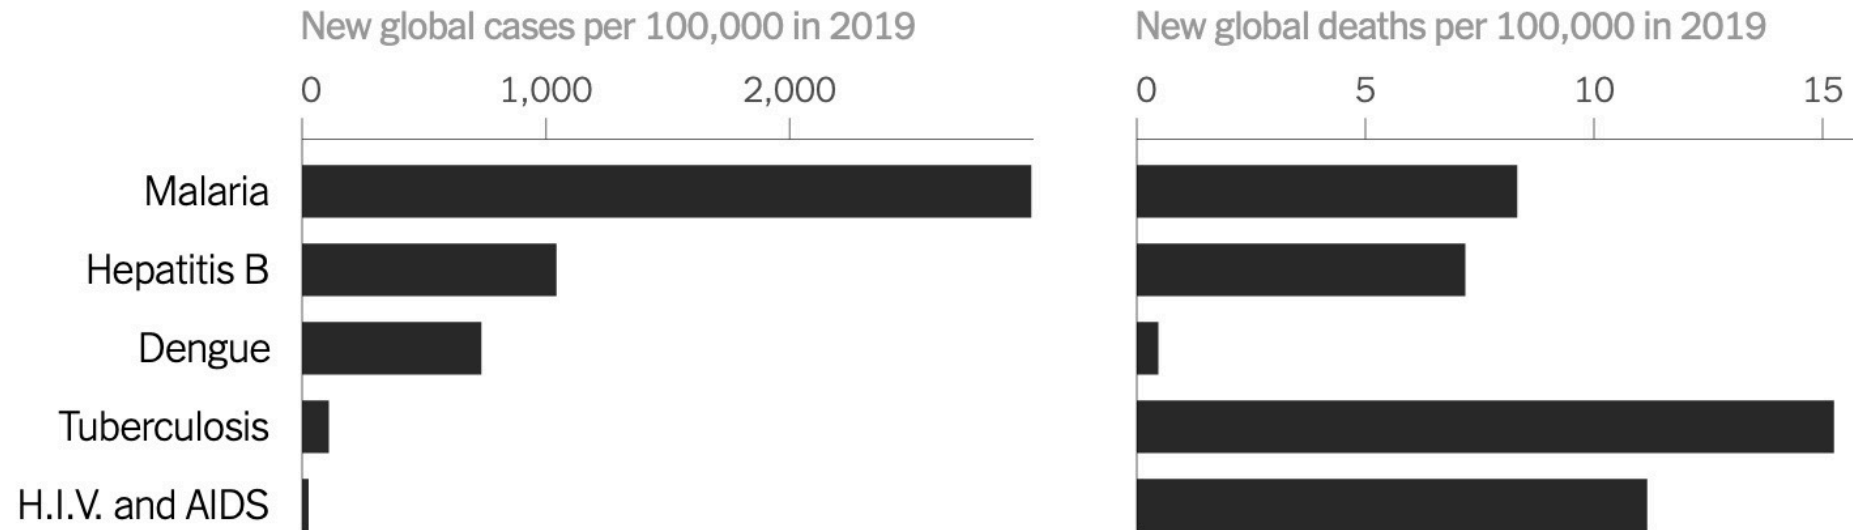 New global cases per 100,000 in 2019
New global deaths per 100,000 in 2019
0 1,000 2,000
0 5 10 15
Malaria
Hepatitis B
Dengue
Tuberculosis
H.I.V. and AIDS